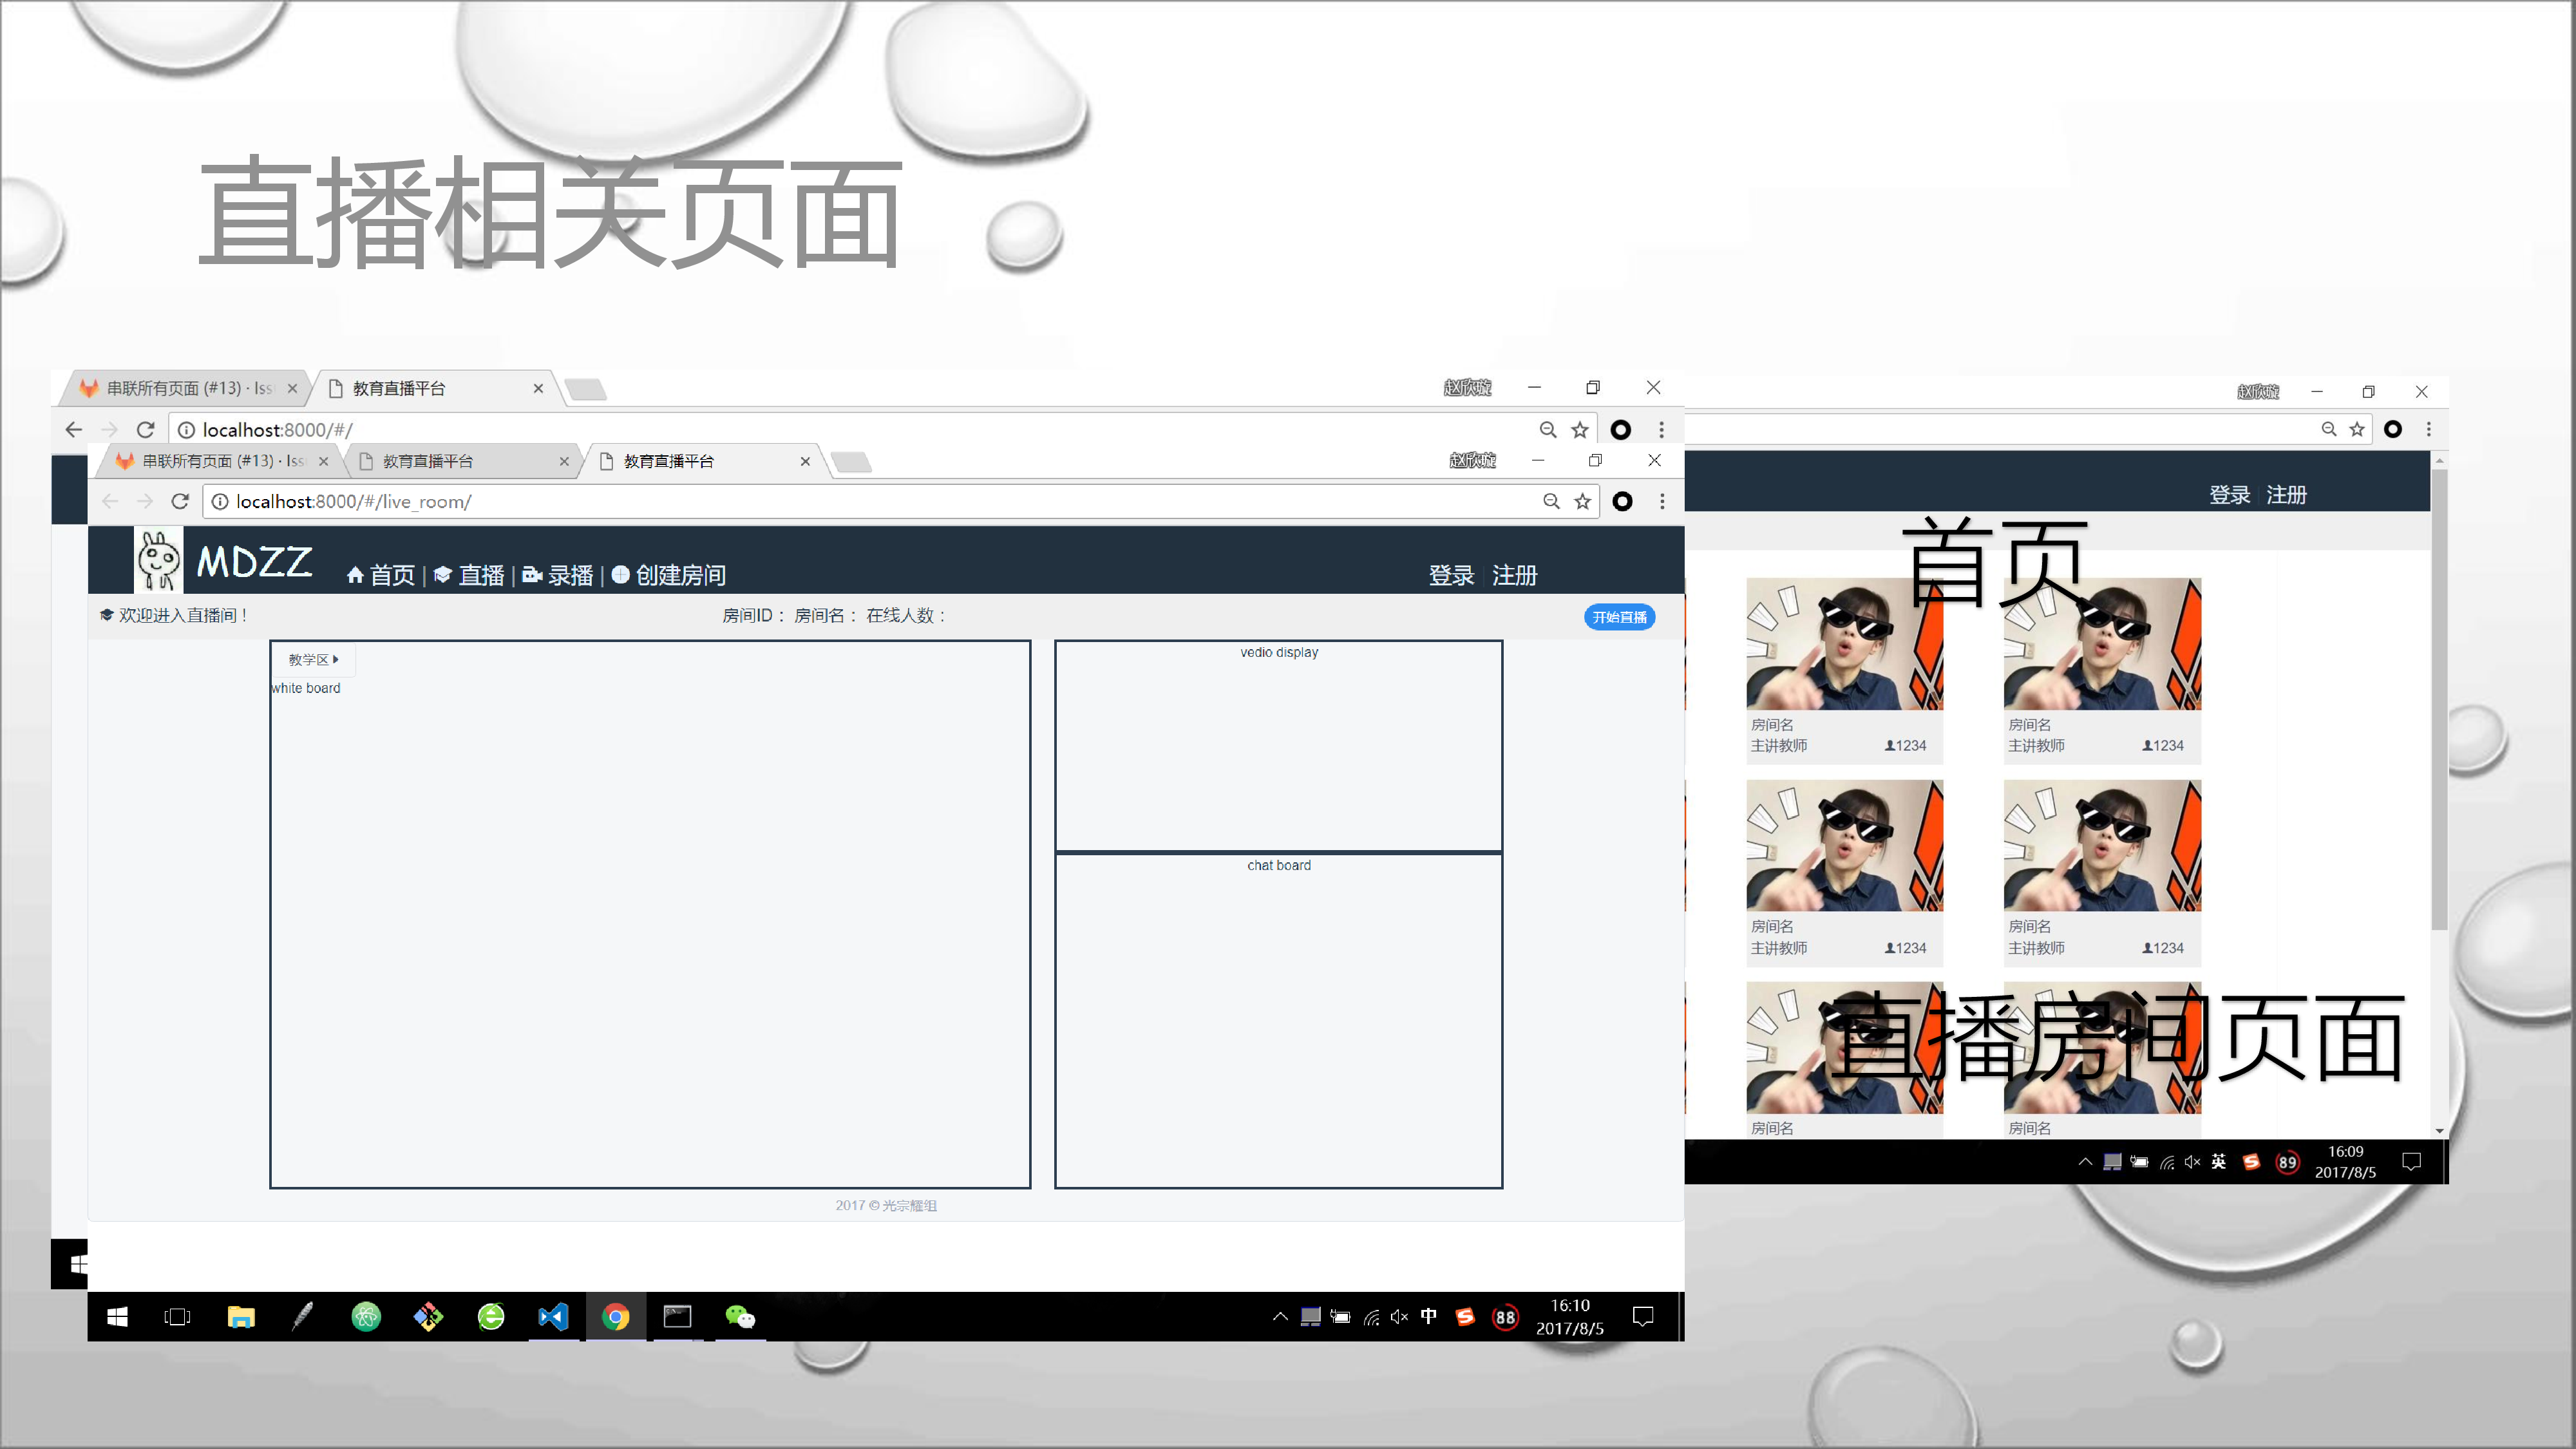 直播相关页面
串联所有页面 (#13) · Iss
教育直播平台
赵欣璇
localhost:8000/#/
串联所有页面 (#13) · Iss
教育直播平台
教育直播平台
赵欣璇
localhost:8000/#/live_room/
MDZZ
首页 | 直播 | 录播 | 创建房间
登录 注册
欢迎进入直播间！
房间ID： 房间名： 在线人数：
开始直播
教学区
white board
vedio display
chat board
2017 © 光宗耀组
中
88
16:10
2017/8/5
赵欣璇
登录 注册
首页
房间名
主讲教师 1234
房间名
主讲教师 1234
房间名
主讲教师 1234
房间名
主讲教师 1234
直播房间页面
房间名
房间名
英
89
16:09
2017/8/5